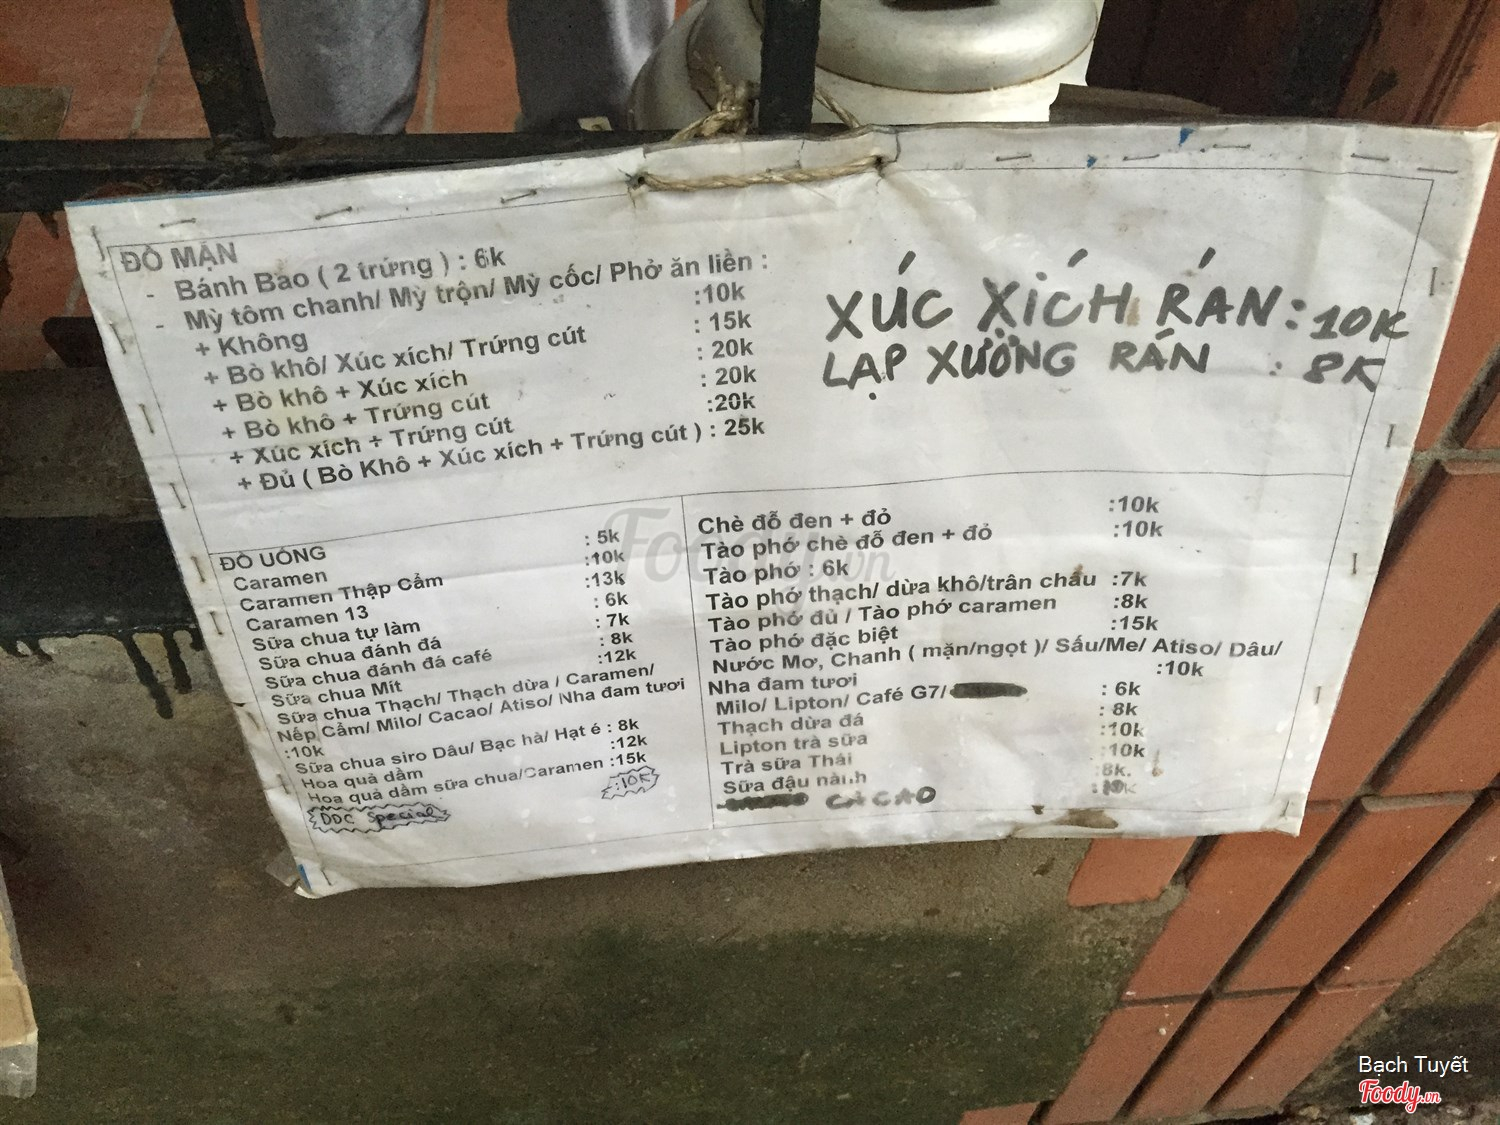 ĐỒ MẶN
- Bánh Bao ( 2 trứng ) : 6k
- Mỳ tôm chanh/ Mỳ trộn/ Mỳ cốc/ Phở ăn liền :
+ Không :10k
+ Bò khô/ Xúc xích/ Trứng cút : 15k
+ Bò khô + Xúc xích : 20k
+ Bò khô + Trứng cút : 20k
+ Xúc xích + Trứng cút :20k
+ Đủ ( Bò Khô + Xúc xích + Trứng cút ) : 25k
XÚC XÍCH RÁN : 10K
LẠP XƯỞNG RÁN : 8K
ĐỒ UỐNG
Caramen : 5k
Caramen Thập Cẩm :10k
Caramen 13 :13k
Sữa chua tự làm : 6k
Sữa chua đánh đá : 7k
Sữa chua đánh đá café : 8k
Sữa chua Mít :12k
Sữa chua Thạch/ Thạch dừa / Caramen/
Nếp Cẩm/ Milo/ Cacao/ Atiso/ Nha đam tươi
:10k
Sữa chua siro Dâu/ Bạc hà/ Hạt é : 8k
Hoa quả dầm :12k
Hoa quả dầm sữa chua/Caramen :15k
DDC Special :10K
Chè đỗ đen + đỏ :10k
Tào phớ chè đỗ đen + đỏ :10k
Tào phớ : 6k
Tào phớ thạch/ dừa khô/trân châu :7k
Tào phớ đủ / Tào phớ caramen :8k
Tào phớ đặc biệt :15k
Nước Mơ, Chanh ( mặn/ngọt )/ Sấu/Me/ Atiso/ Dâu/
Nha đam tươi :10k
Milo/ Lipton/ Café G7/
Thạch dừa đá : 6k
Lipton trà sữa : 8k
Trà sữa Thái :10k
Sữa đậu nành :10k
CACAO :8k.
Foody.vn
Bạch Tuyết
Foody.vn